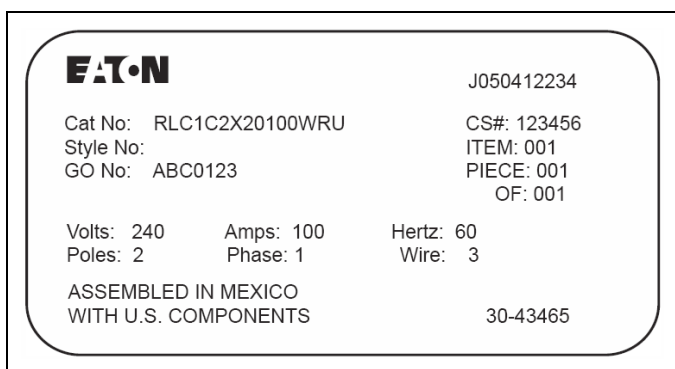 EATON
J050412234
Cat No: RLC1C2X20100WRU
CS#: 123456
Style No:
ITEM: 001
GO No: ABC0123
PIECE: 001
OF: 001
Volts: 240 Amps: 100 Hertz: 60
Poles: 2 Phase: 1 Wire: 3
ASSEMBLED IN MEXICO
WITH U.S. COMPONENTS
30-43465